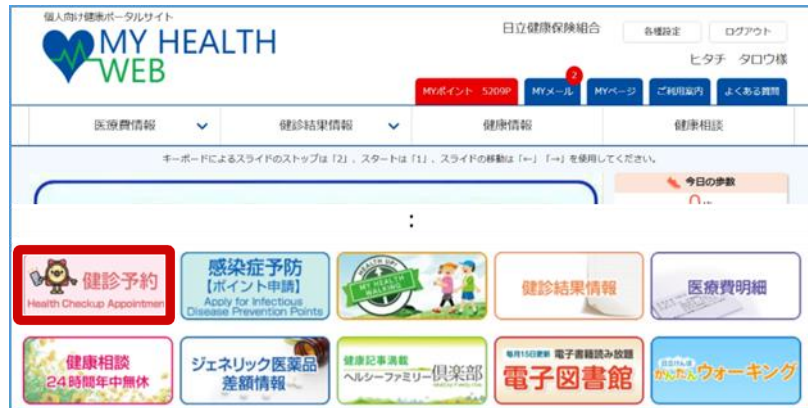 個人向け健康ポータルサイト
MY HEALTH
WEB
日立健康保険組合
各種設定
ログアウト
ヒタチ タロウ様
2
MYポイント 5209P
MYメール
MYページ
ご利用案内
よくある質問
医療費情報
健診結果情報
健康情報
健康相談
キーボードによるスライドのストップは「2」、スタートは「1」、スライドの移動は「←」「→」を使用してください。
今日の歩数
:
健診予約
Health Checkup Appointmen
感染症予防
【ポイント申請】
Apply for Infectious
Disease Prevention Points
HEALTH UP!
MY HEALTH
WALKING
健診結果情報
医療費明細
健康相談
24時間年中無休
ジェネリック医薬品
差額情報
健康記事満載
ヘルシーファミリー倶楽部
毎月15日更新 電子書籍読み放題
電子図書館
日立けんぽ
かんたんウォーキング